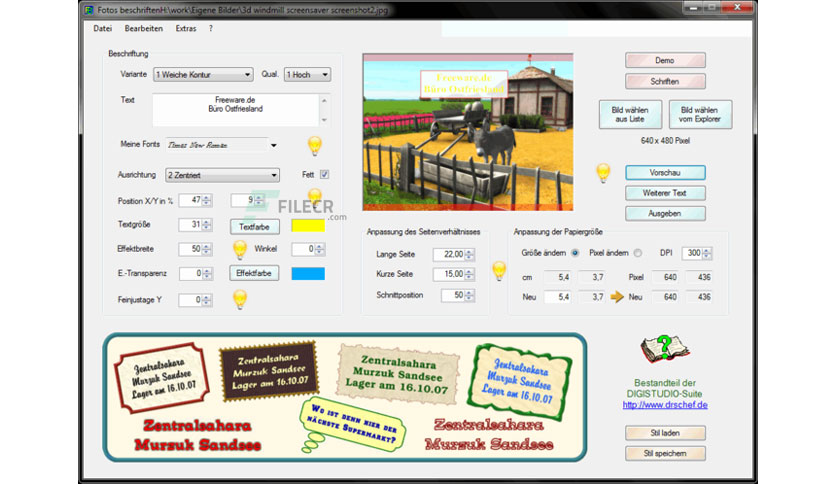 Fotos beschriftenH:\work\Eigene Bilder\3d windmill screensaver screenshot2.jpg
Datei Bearbeiten Extras ?
Beschriftung
Variante 1 Weiche Kontur Qual. 1 Hoch
Text Freeware.de
Büro Ostfriesland
Meine Fonts Times New Roman
Ausrichtung 2 Zentriert Fett
Position X/Y in % 47 9
FILECR
.com
Textgröße 31 Textfarbe
Effektbreite 50 Winkel 0
E.-Transparenz 0 Effektfarbe
Feinjustage Y 0
Freeware.de
Büro Ostfriesland
Demo
Schriften
Bild wählen
aus Liste
Bild wählen
vom Explorer
640 x 480 Pixel
Vorschau
Weiterer Text
Ausgeben
Anpassung des Seitenverhältnisses
Lange Seite 22,00
Kurze Seite 15,00
Schnittposition 50
Anpassung der Papiergröße
Größe ändern Pixel ändern DPI 300
cm 5,4 3,7 Pixel 640 436
Neu 5,4 3,7 Neu 640 436
Zentralsahara
Murzuk Sandsee
Lager am 16.10.07
Zentralsahara
Murzuk Sandsee
Lager am 16.10.07
Zentralsahara
Murzuk Sandsee
Lager am 16.10.07
Zentralsahara
Murzuk Sandsee
Lager am 16.10.07
Zentralsahara
Murzuk Sandsee
Wo ist denn hier der
nächste Supermarkt?
Zentralsahara
Murzuk Sandsee
?
Bestandteil der
DIGISTUDIO-Suite
http://www.drschef.de
Stil laden
Stil speichern